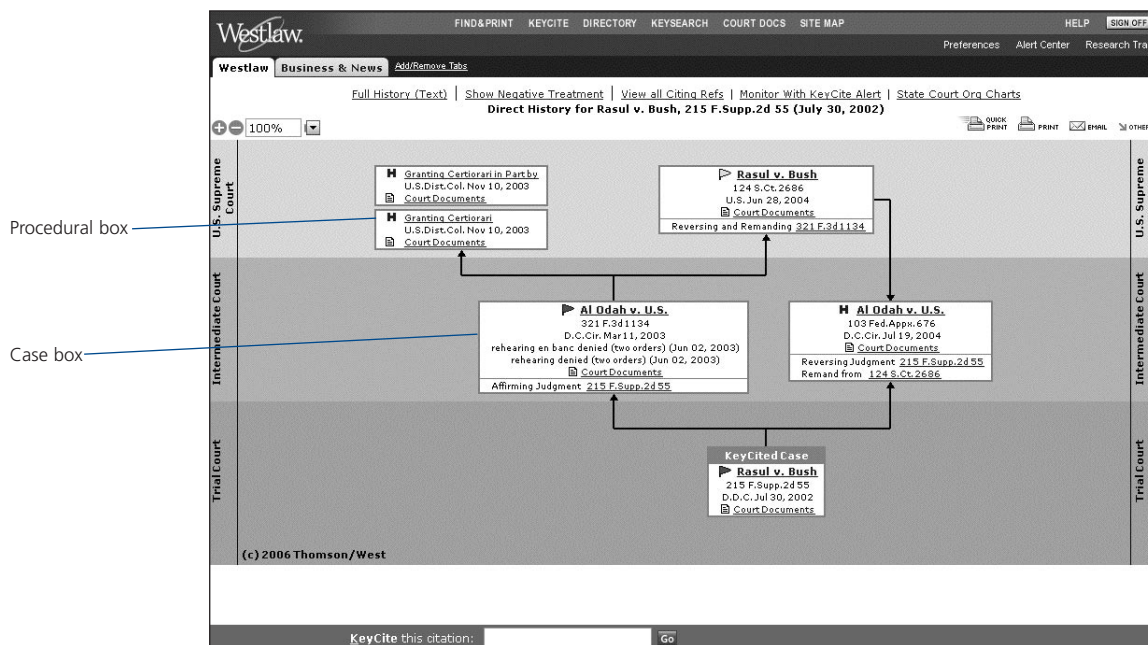 Westlaw.
FIND&PRINT KEYCITE DIRECTORY KEYSEARCH COURT DOCS SITE MAP
HELP SIGN OFF
Preferences Alert Center Research Tra
Westlaw Business & News Add/Remove Tabs
Full History (Text) | Show Negative Treatment | View all Citing Refs | Monitor With KeyCite Alert | State Court Org Charts
Direct History for Rasul v. Bush, 215 F.Supp.2d 55 (July 30, 2002)
100%
QUICK PRINT PRINT EMAIL OTHER
U.S. Supreme Court
H Granting Certiorari in Part by
U.S.Dist.Col. Nov 10, 2003
Court Documents
H Granting Certiorari
U.S.Dist.Col. Nov 10, 2003
Court Documents
Rasul v. Bush
124 S.Ct.2686
U.S. Jun 28, 2004
Court Documents
Reversing and Remanding 321 F.3d1134
U.S. Supreme
Procedural box
Intermediate Court
Al Odah v. U.S.
321 F.3d1134
D.C.Cir. Mar 11, 2003
rehearing en banc denied (two orders) (Jun 02, 2003)
rehearing denied (two orders) (Jun 02, 2003)
Court Documents
Affirming Judgment 215 F.Supp.2d 55
H Al Odah v. U.S.
103 Fed.Appx. 676
D.C.Cir. Jul 19, 2004
Court Documents
Reversing Judgment 215 F.Supp.2d 55
Remand from 124 S.Ct.2686
Intermediate Court
Case box
Trial Court
KeyCited Case
Rasul v. Bush
215 F.Supp.2d 55
D.D.C. Jul 30, 2002
Court Documents
Trial Court
(c) 2006 Thomson/West
KeyCite this citation: Go